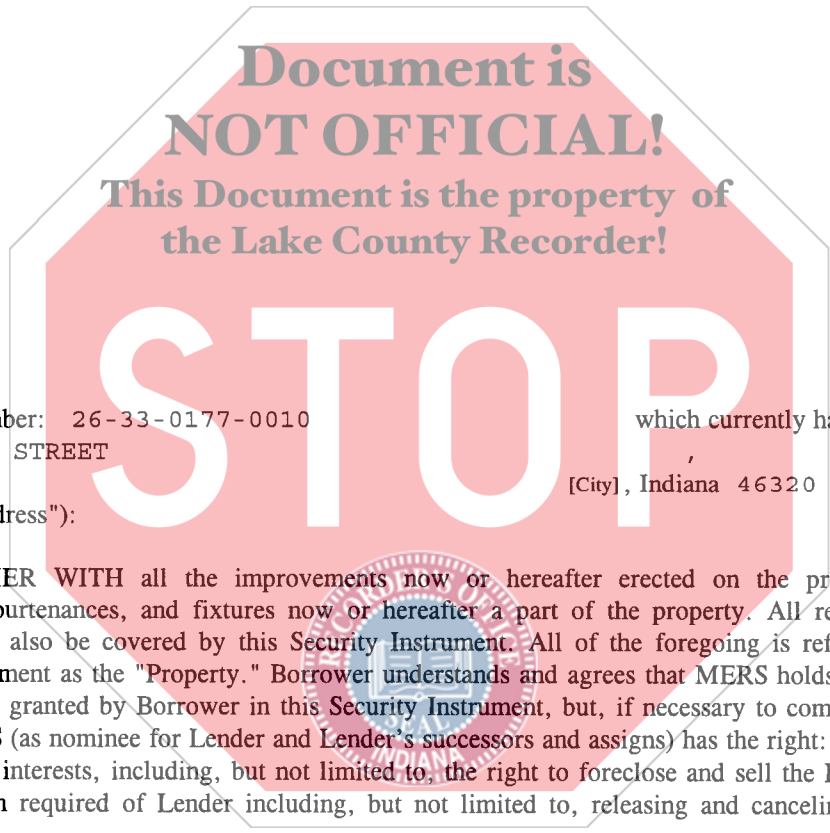 Document is
NOT OFFICIAL!
This Document is the property of
the Lake County Recorder!
STOP
ber: 26-33-0177-0010 which currently ha
STREET ,
[City], Indiana 46320
dress"):
ER WITH all the improvements now or hereafter erected on the pr
purtenances, and fixtures now or hereafter a part of the property. All re
also be covered by this Security Instrument. All of the foregoing is ref
ment as the "Property." Borrower understands and agrees that MERS holds
granted by Borrower in this Security Instrument, but, if necessary to com
S (as nominee for Lender and Lender's successors and assigns) has the right:
interests, including, but not limited to, the right to foreclose and sell the
n required of Lender including, but not limited to, releasing and cancelin
RECORDER'S OFFICE
SEAL
INDIANA